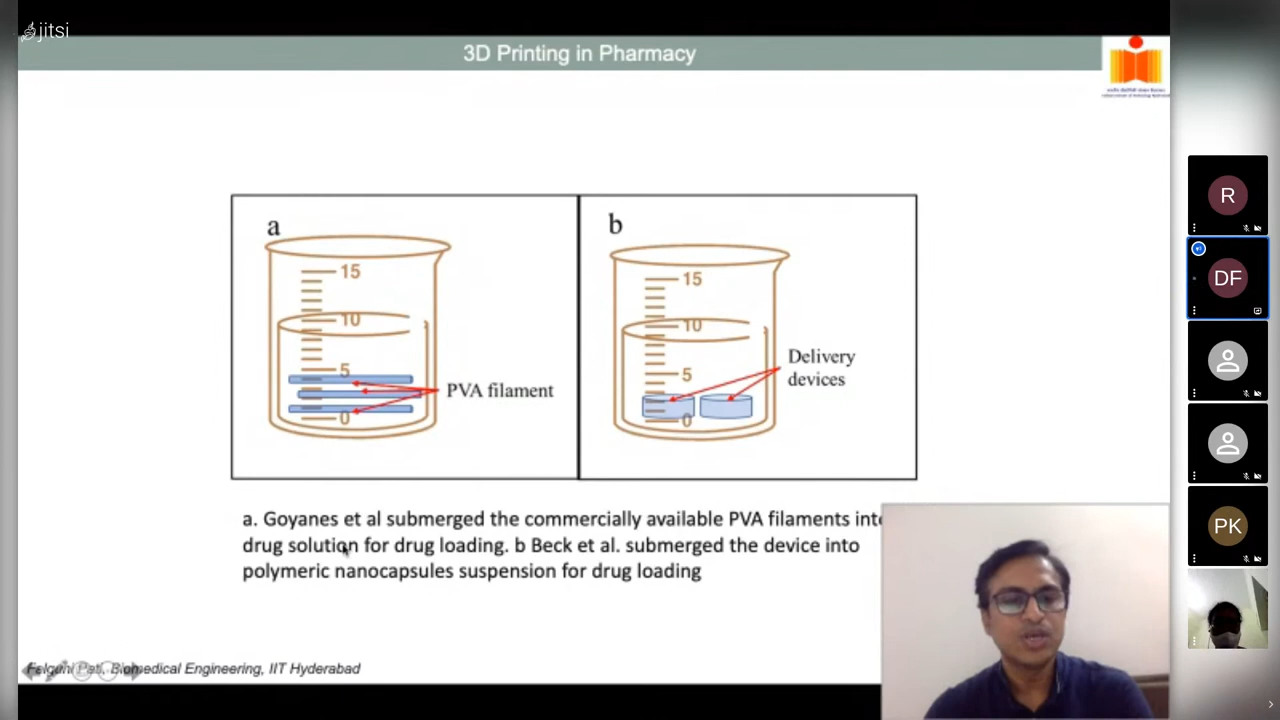 jitsi
3D Printing in Pharmacy
a
15
10
5
0
PVA filament
b
15
10
5
0
Delivery
devices
a. Goyanes et al submerged the commercially available PVA filaments into
drug solution for drug loading. b Beck et al. submerged the device into
polymeric nanocapsules suspension for drug loading
Falguni Pati, Biomedical Engineering, IIT Hyderabad
R
DF
PK